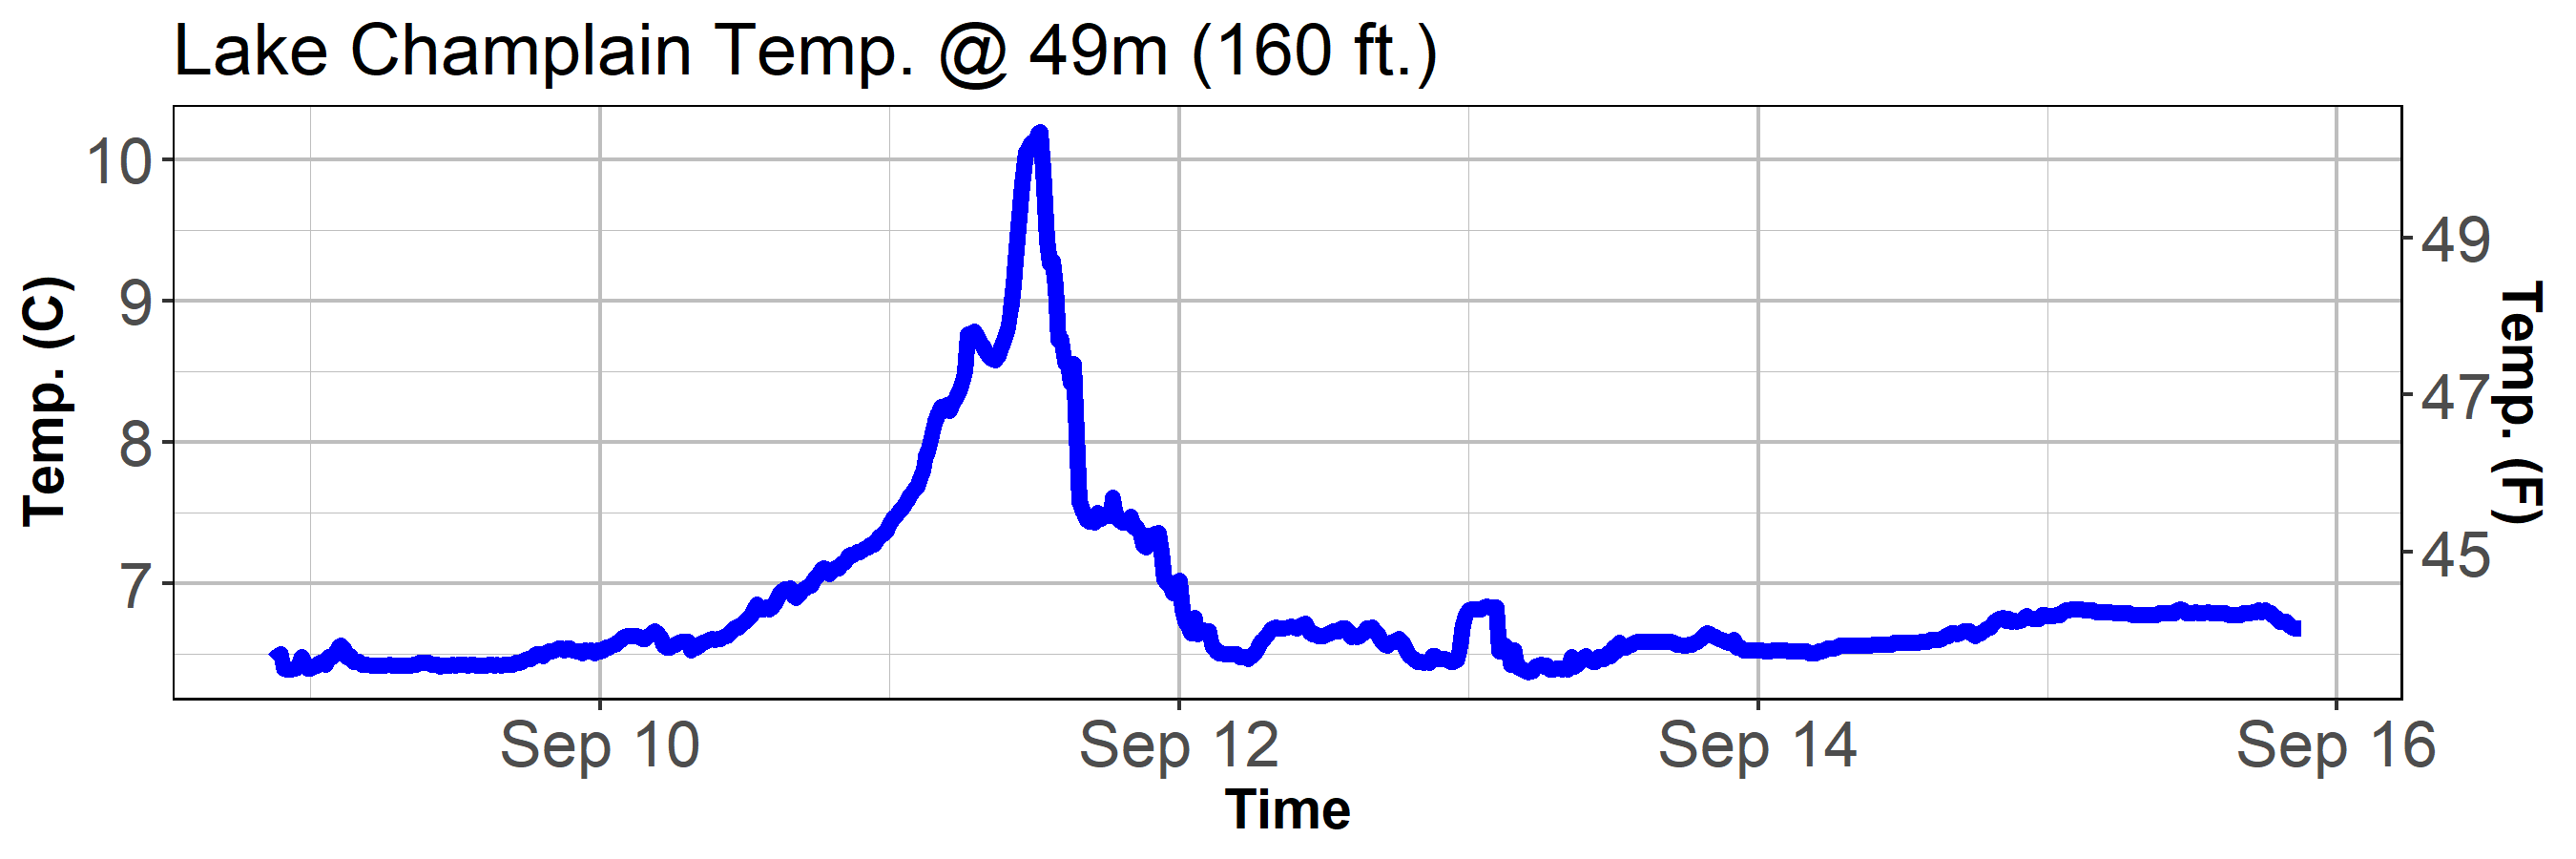 Lake Champlain Temp. @ 49m (160 ft.)
10
9
8
7
Temp. (C)
49
47
45
Temp. (F)
Sep 10
Sep 12
Sep 14
Sep 16
Time